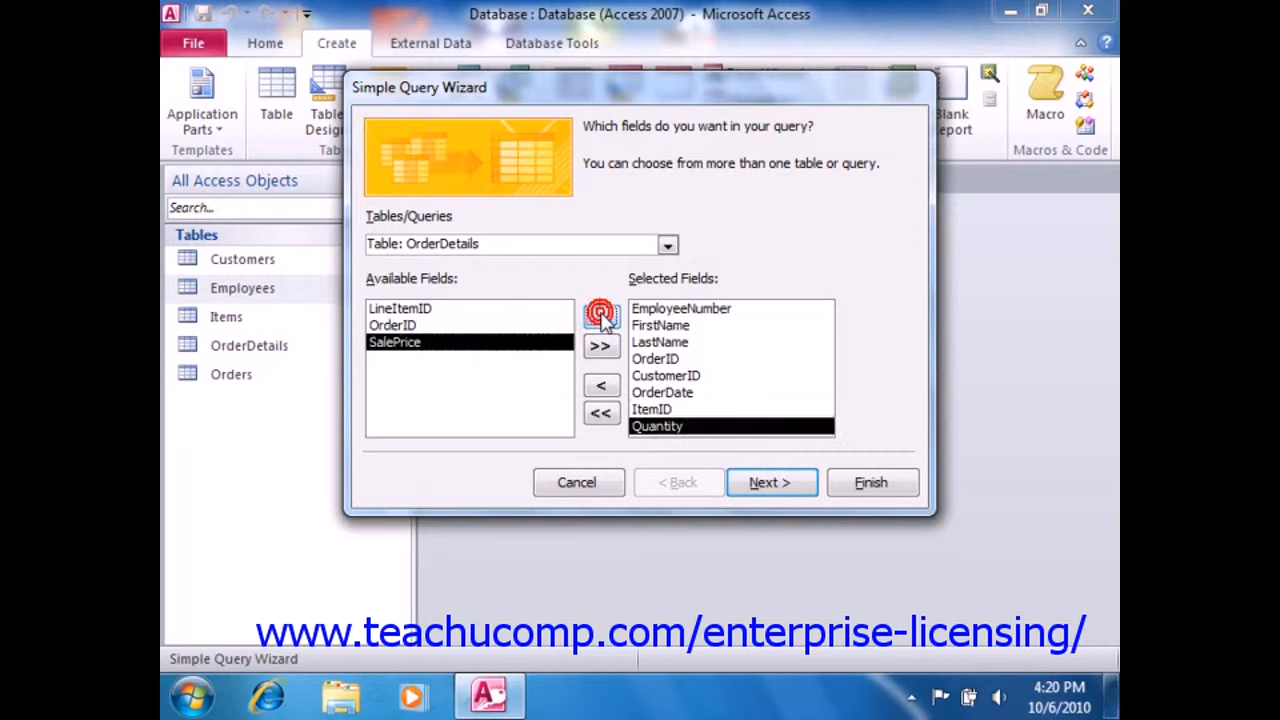 Database : Database (Access 2007) - Microsoft Access
File Home Create External Data Database Tools
Application Parts
Table
Table
Macro
Templates
Macros & Code
Simple Query Wizard
Which fields do you want in your query?
You can choose from more than one table or query.
Tables/Queries
Table: OrderDetails
Available Fields:
LineItemID
OrderID
SalePrice
>>
<
<<
Selected Fields:
EmployeeNumber
FirstName
LastName
OrderID
CustomerID
OrderDate
ItemID
Quantity
Cancel < Back Next > Finish
All Access Objects
Search...
Tables
Customers
Employees
Items
OrderDetails
Orders
www.teachucomp.com/enterprise-licensing/
Simple Query Wizard
4:20 PM
10/6/2010